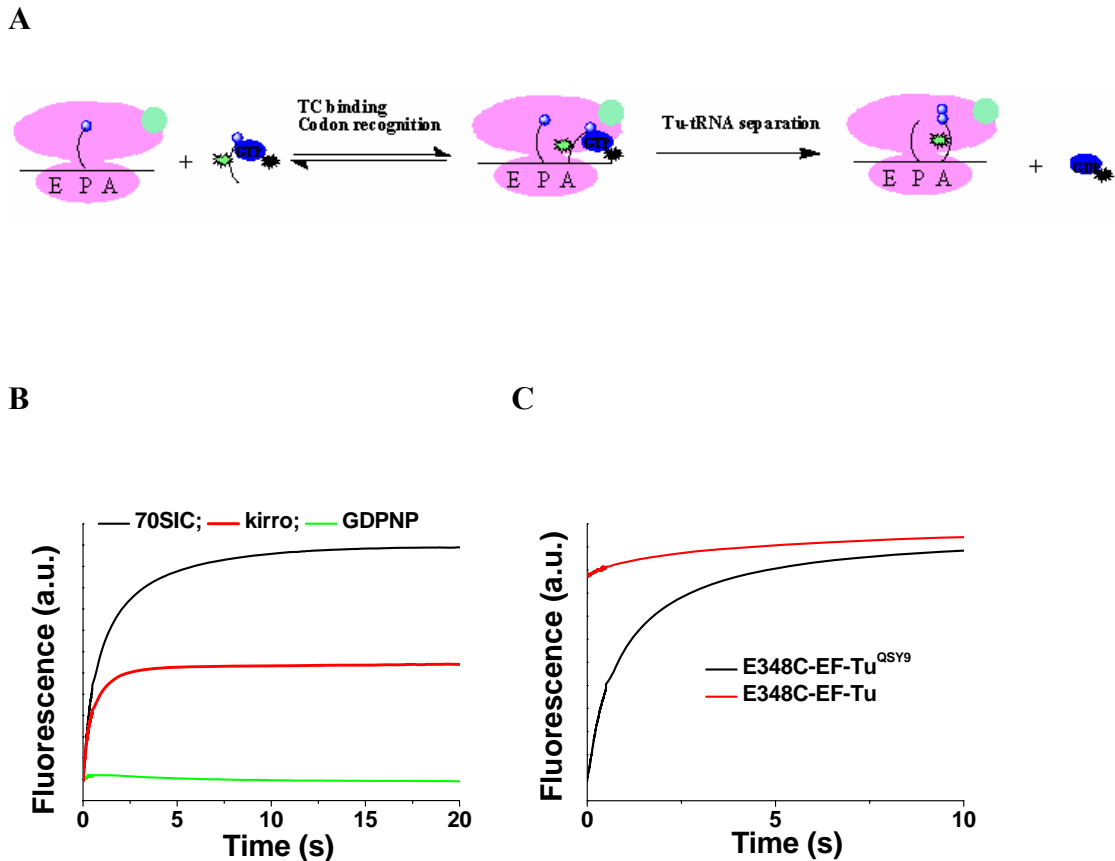 A
TC binding
Codon recognition
Tu-tRNA separation
GTP
GTP
E P A
+
E P A
E P A
+
GDP
B
C
70SIC; kirro; GDPNP
Fluorescence (a.u.)
0 5 10 15 20
Time (s)
E348C-EF-Tu^QSY9
E348C-EF-Tu
Fluorescence (a.u.)
0 5 10
Time (s)